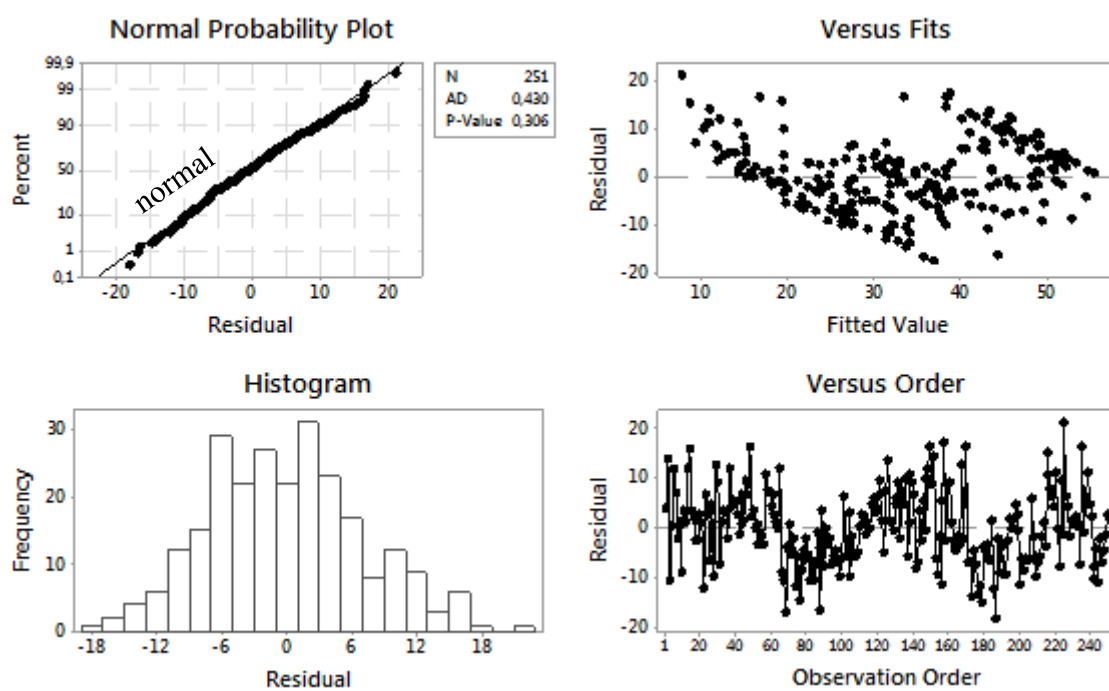 Normal Probability Plot
99,9
99
90
50
10
1
0,1
Percent
normal
-20 -10 0 10 20
Residual
N 251
AD 0,430
P-Value 0,306
Versus Fits
20
10
0
-10
-20
Residual
10 20 30 40 50
Fitted Value
Histogram
30
20
10
0
Frequency
-18 -12 -6 0 6 12 18
Residual
Versus Order
20
10
0
-10
-20
Residual
1 20 40 60 80 100 120 140 160 180 200 220 240
Observation Order